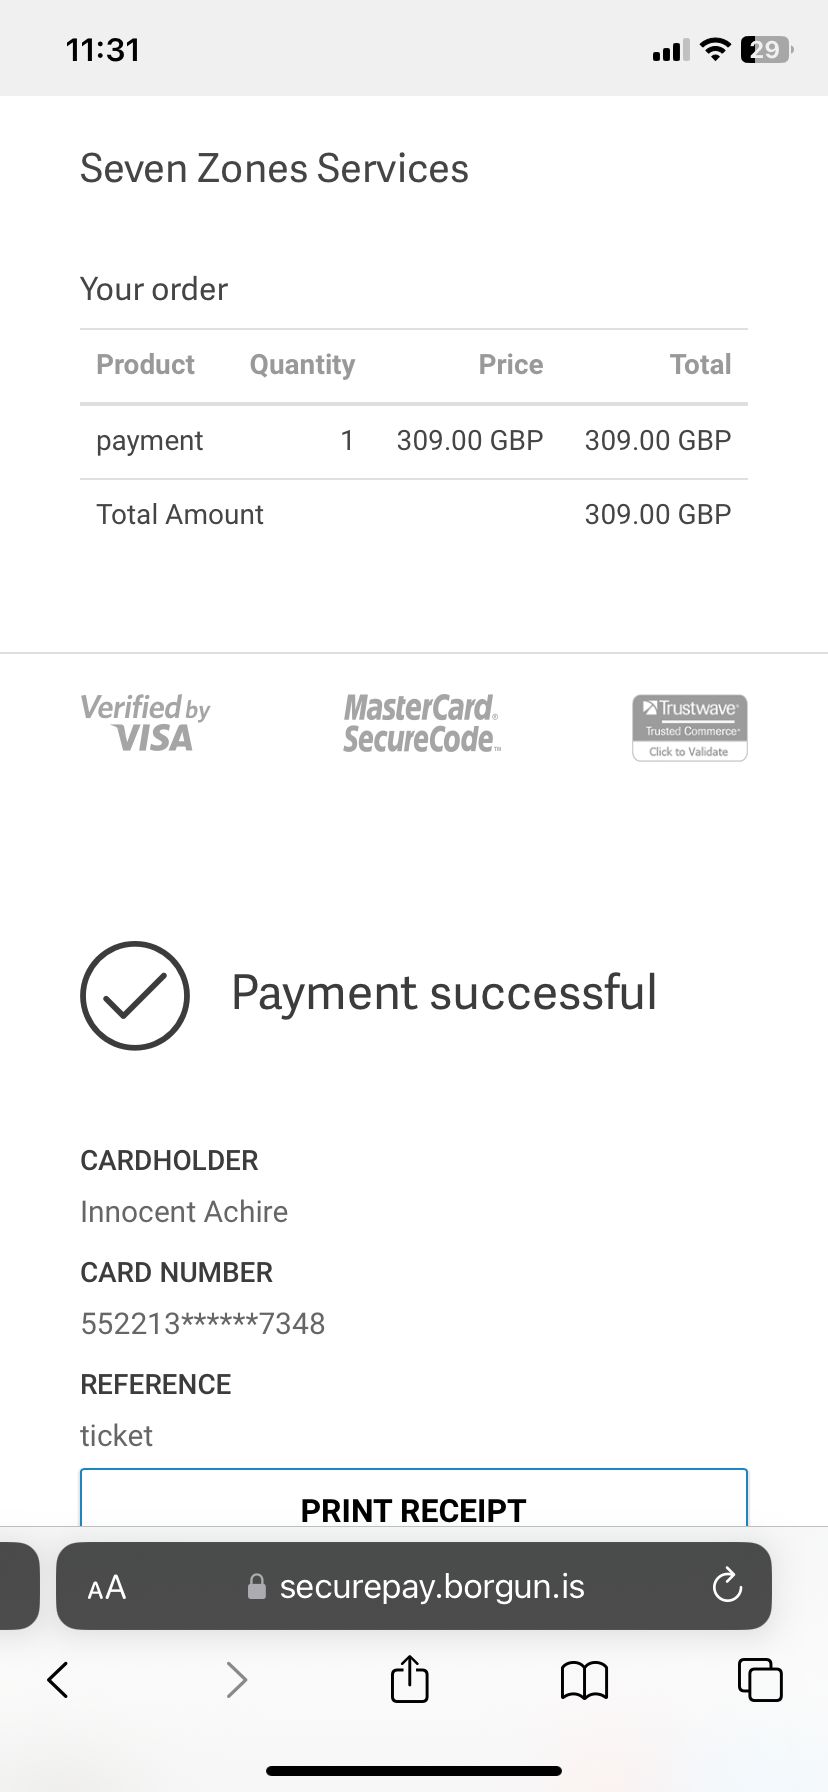 11:31
29
Seven Zones Services
Your order
Product Quantity Price Total
payment 1 309.00 GBP 309.00 GBP
Total Amount 309.00 GBP
Verified by
VISA
MasterCard®
SecureCode™
Trustwave®
Trusted Commerce℠
Click to Validate
Payment successful
CARDHOLDER
Innocent Achire
CARD NUMBER
552213******7348
REFERENCE
ticket
PRINT RECEIPT
AA securepay.borgun.is